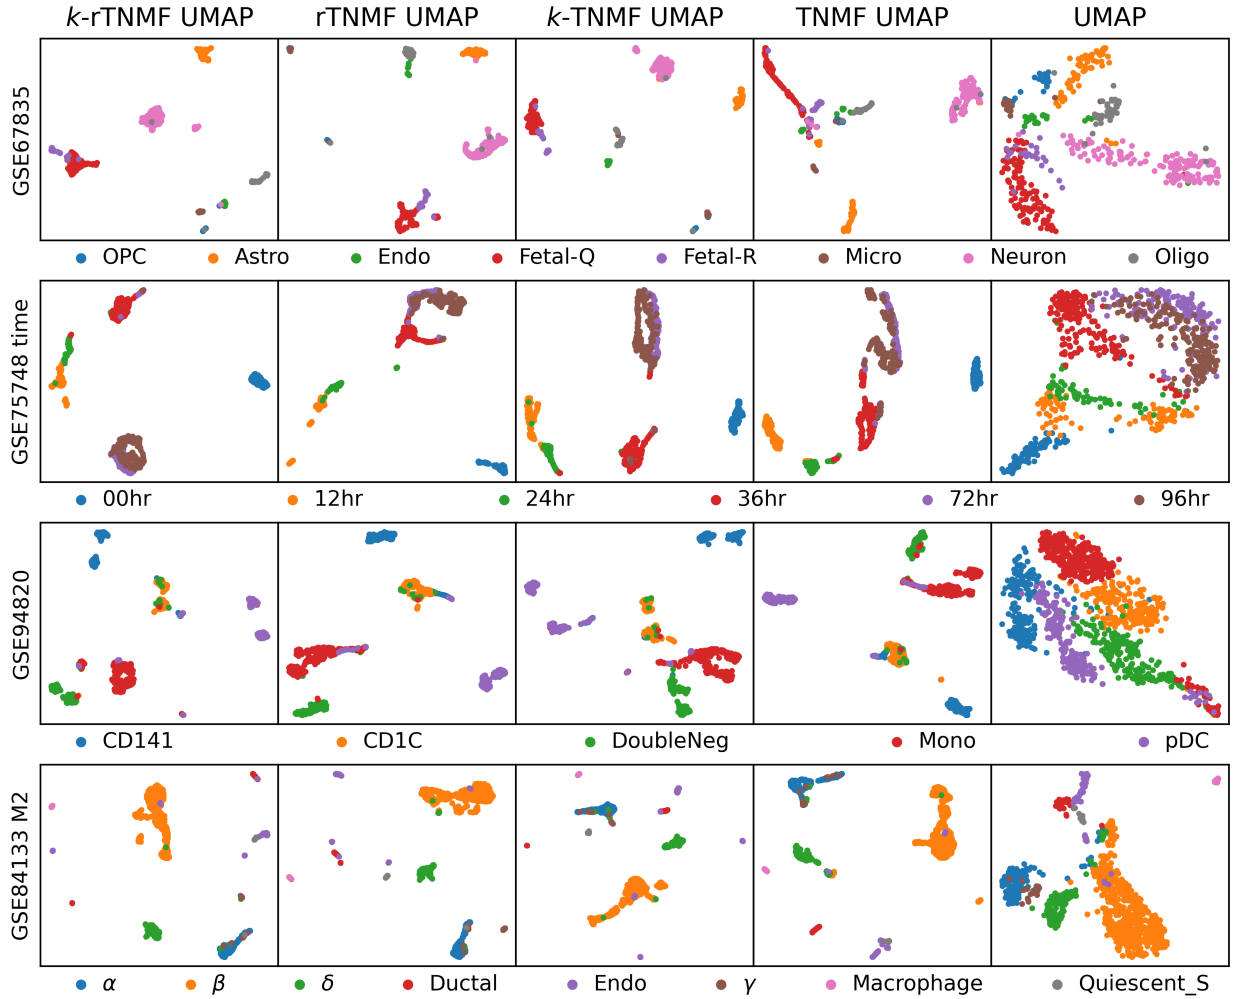 k-rTNMF UMAP rTNMF UMAP k-TNMF UMAP TNMF UMAP UMAP
GSE67835
OPC Astro Endo Fetal-Q Fetal-R Micro Neuron Oligo
GSE75748 time
00hr 12hr 24hr 36hr 72hr 96hr
GSE94820
CD141 CD1C DoubleNeg Mono pDC
GSE84133 M2
α β δ Ductal Endo γ Macrophage Quiescent_S